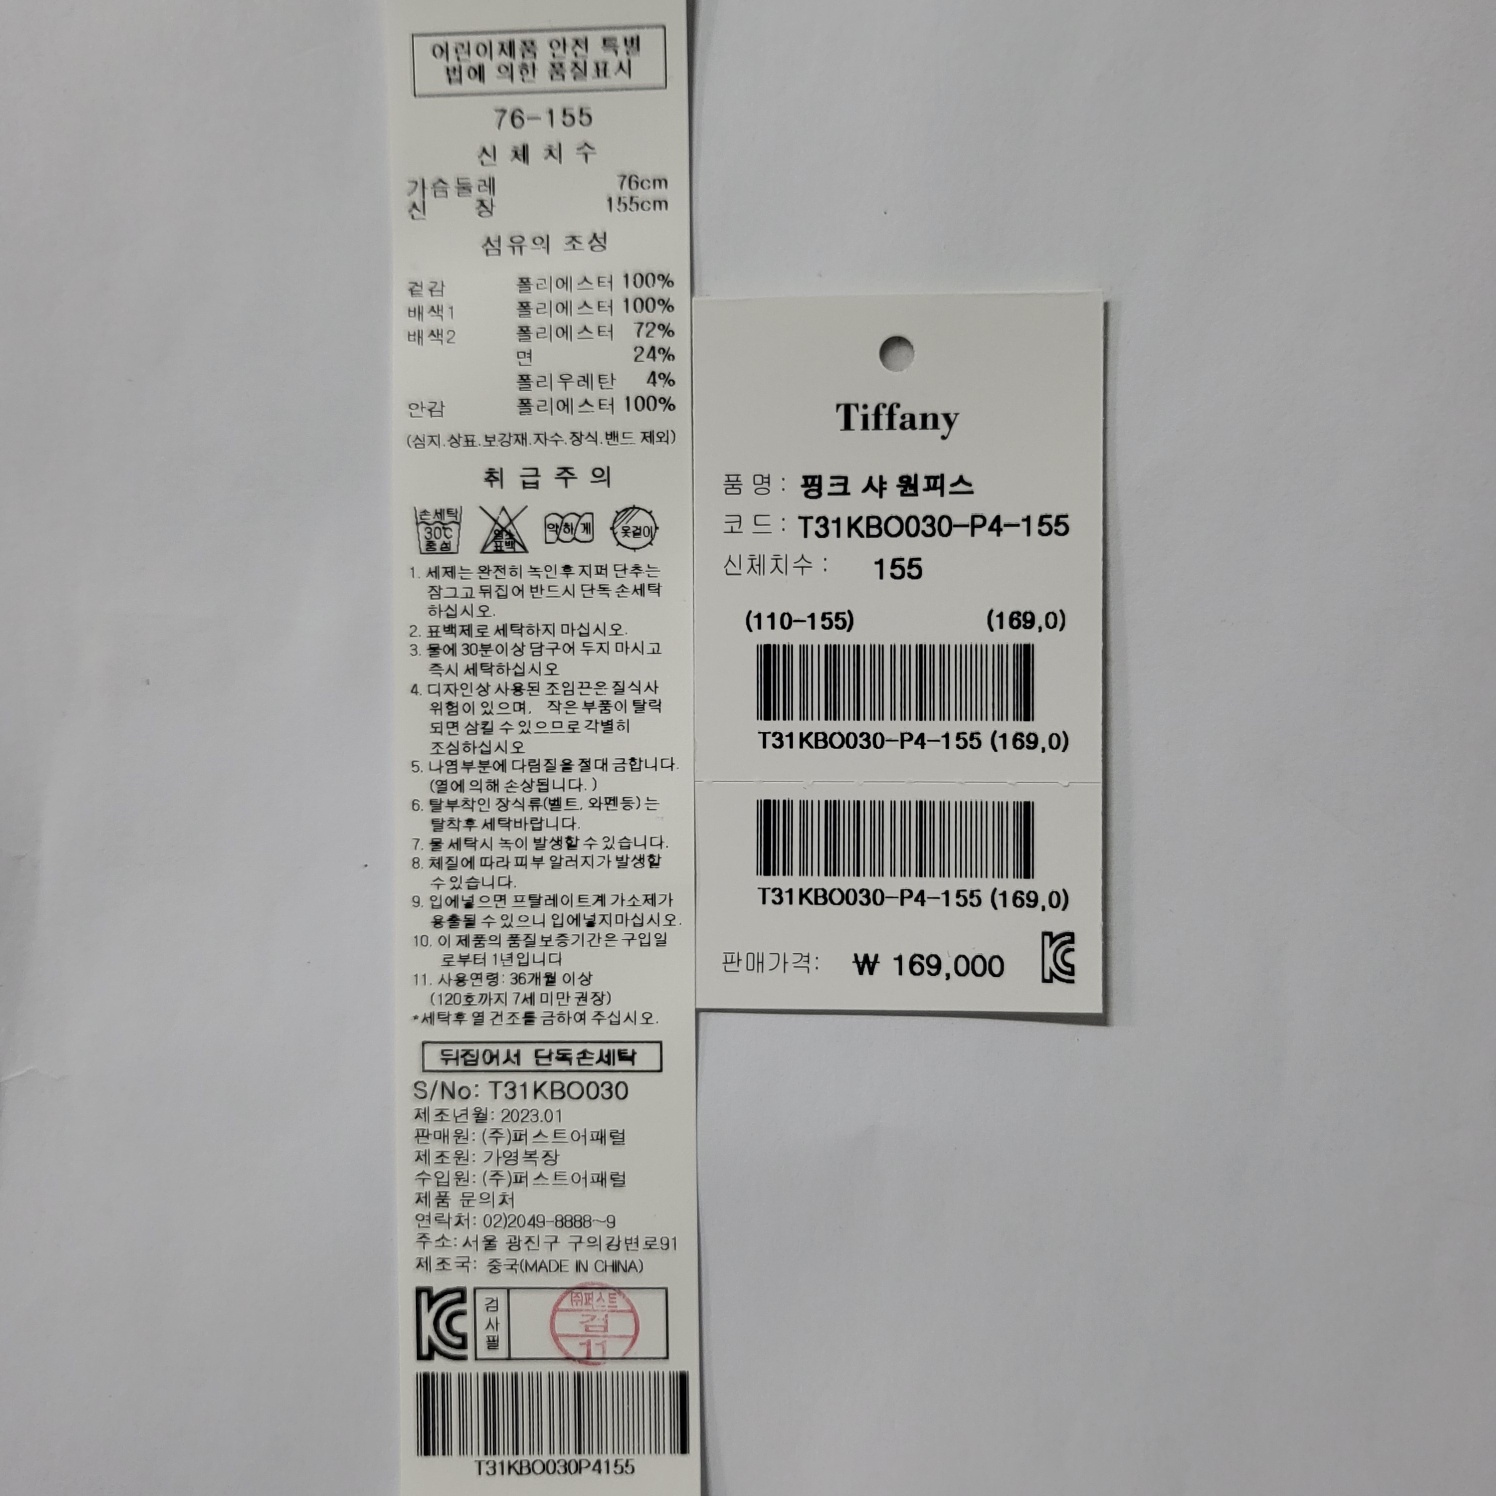 어린이제품 안전 특별
법에 의한 품질표시
76-155
신 체 치 수
가슴둘레 76cm
신 장 155cm
섬유의 조성
겉감 폴리에스터 100%
배색1 폴리에스터 100%
배색2 폴리에스터 72%
면 24%
폴리우레탄 4%
안감 폴리에스터 100%
(심지.상표.보강재.자수.장식.밴드 제외)
취 급 주 의
손세탁
30℃
중성
염소
표백
약하게
옷걸이
1. 세제는 완전히 녹인후 지퍼 단추는
잠그고 뒤집어 반드시 단독 손세탁
하십시오.
2. 표백제로 세탁하지 마십시오.
3. 물에 30분이상 담구어 두지 마시고
즉시 세탁하십시오
4. 디자인상 사용된 조임끈은 질식사
위험이 있으며, 작은 부품이 탈락
되면 삼킬 수 있으므로 각별히
조심하십시오
5. 나염부분에 다림질을 절대 금합니다.
(열에 의해 손상됩니다. )
6. 탈부착인 장식류(벨트, 와펜등) 는
탈착후 세탁바랍니다.
7. 물 세탁시 녹이 발생할 수 있습니다.
8. 체질에 따라 피부 알러지가 발생할
수 있습니다.
9. 입에넣으면 프탈레이트계 가소제가
용출될 수 있으니 입에넣지마십시오.
10. 이 제품의 품질보증기간은 구입일
로부터 1년입니다
11. 사용연령: 36개월 이상
(120호까지 7세 미만 권장)
*세탁후 열 건조를 금하여 주십시오.
뒤집어서 단독손세탁
S/No: T31KBO030
제조년월: 2023.01
판매원: (주)퍼스트어패럴
제조원: 가영복장
수입원: (주)퍼스트어패럴
제품 문의처
연락처: 02)2049-8888~9
주소: 서울 광진구 구의강변로91
제조국: 중국(MADE IN CHINA)
KC 검사필 ㈜퍼스트
검
11
T31KBO030P4155
Tiffany
품 명 : 핑크 샤 원피스
코 드 : T31KBO030-P4-155
신체치수 : 155
(110-155) (169,0)
T31KBO030-P4-155 (169,0)
T31KBO030-P4-155 (169,0)
판매가격: ₩ 169,000 KC